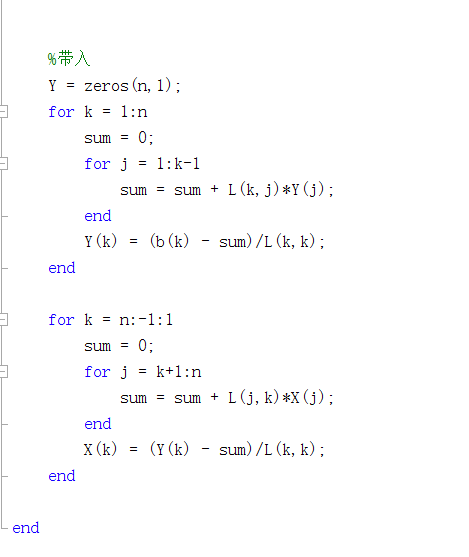 %带入
Y = zeros(n,1);
for k = 1:n
sum = 0;
for j = 1:k-1
sum = sum + L(k,j)*Y(j);
end
Y(k) = (b(k) - sum)/L(k,k);
end
for k = n:-1:1
sum = 0;
for j = k+1:n
sum = sum + L(j,k)*X(j);
end
X(k) = (Y(k) - sum)/L(k,k);
end
end